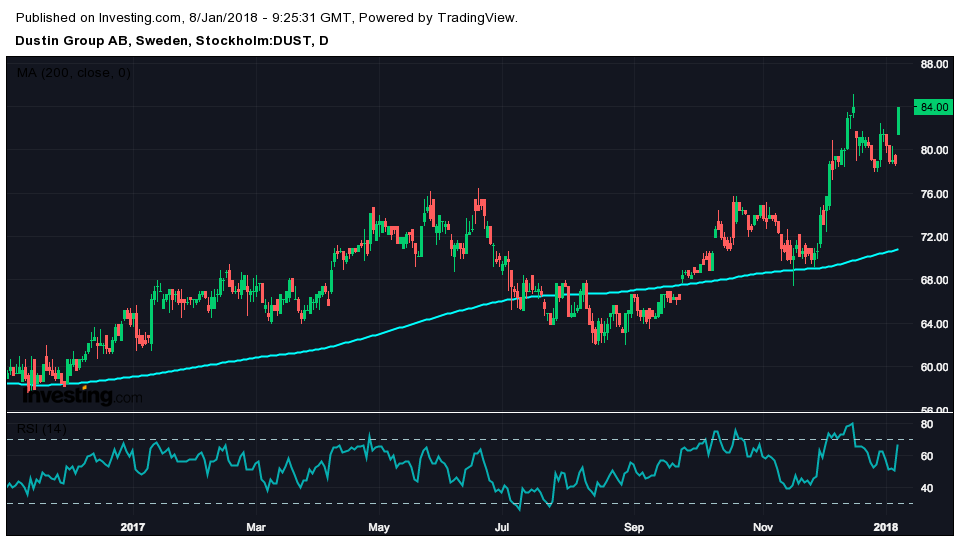 Published on Investing.com, 8/Jan/2018 - 9:25:31 GMT, Powered by TradingView.
Dustin Group AB, Sweden, Stockholm:DUST, D
MA (200, close, 0)
88.00
84.00
80.00
76.00
72.00
68.00
64.00
60.00
Investing.com
56.00
RSI (14)
80
60
40
2017 Mar May Jul Sep Nov 2018